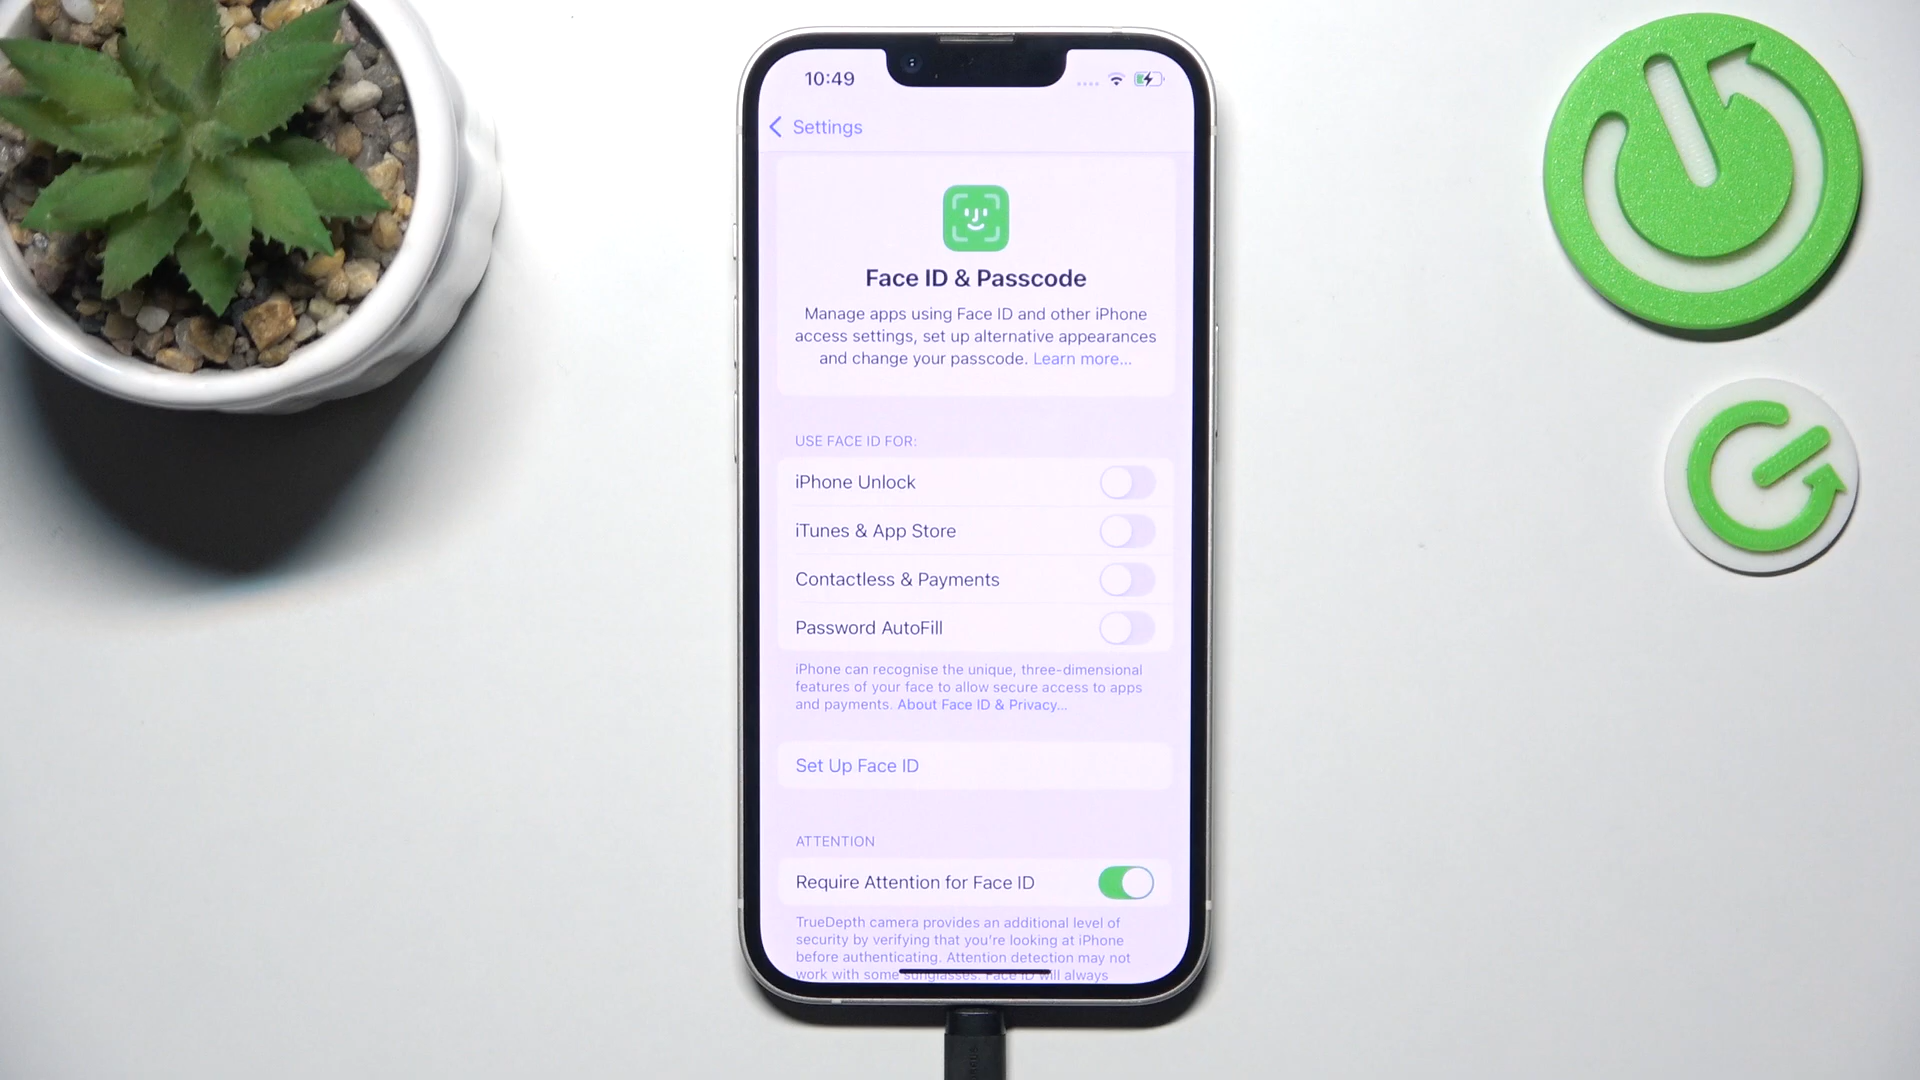 10:49
Settings
Face ID & Passcode
Manage apps using Face ID and other iPhone
access settings, set up alternative appearances
and change your passcode. Learn more...
USE FACE ID FOR:
iPhone Unlock
iTunes & App Store
Contactless & Payments
Password AutoFill
iPhone can recognise the unique, three-dimensional
features of your face to allow secure access to apps
and payments. About Face ID & Privacy...
Set Up Face ID
ATTENTION
Require Attention for Face ID
TrueDepth camera provides an additional level of
security by verifying that you're looking at iPhone
before authenticating. Attention detection may not
work with some sunglasses. Face ID will always